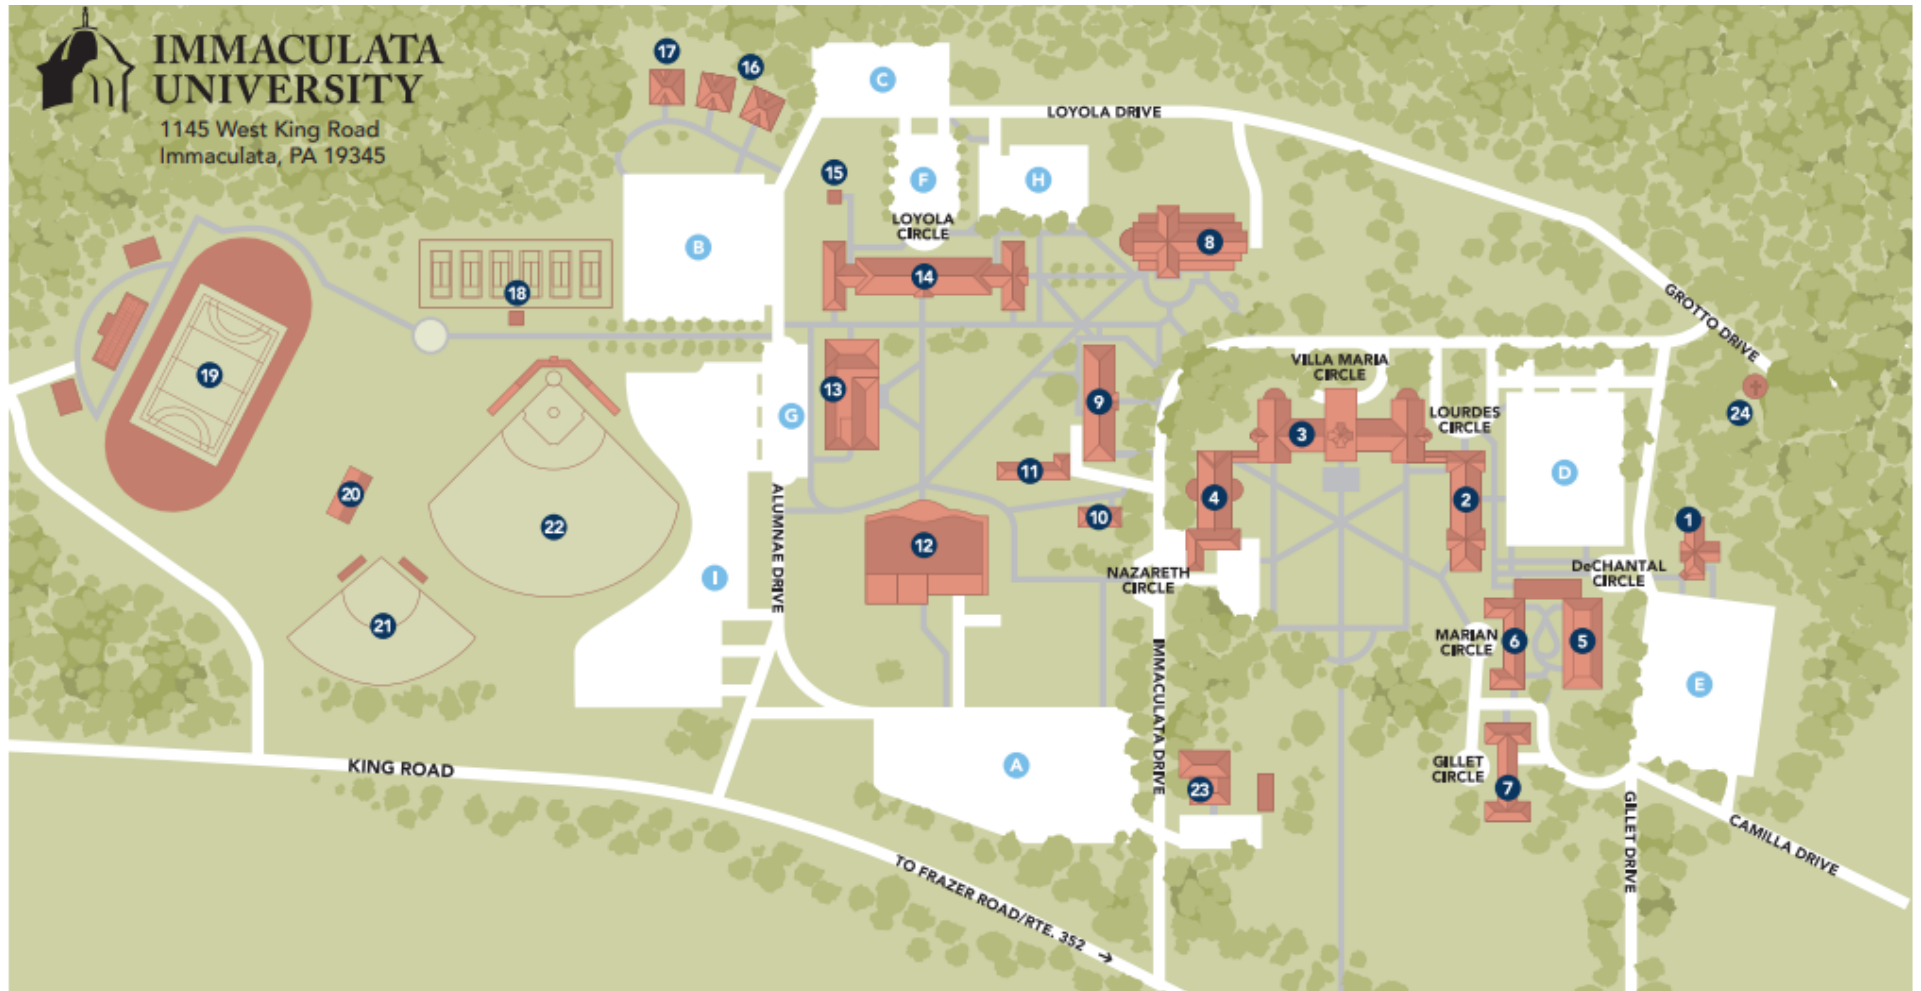 IMMACULATA
UNIVERSITY
1145 West King Road
Immaculata, PA 19345
17
16
C
LOYOLA DRIVE
15
F
H
LOYOLA
CIRCLE
8
B
14
18
GROTTO DRIVE
19
13
G
9
VILLA MARIA
CIRCLE
LOURDES
CIRCLE
24
3
11
D
20
4
2
22
ALUMNAE DRIVE
12
10
1
I
NAZARETH
CIRCLE
DeCHANTAL
CIRCLE
21
MARIAN
CIRCLE
6
5
IMMACULATA DRIVE
E
KING ROAD
A
23
GILLET
CIRCLE
7
GILLET DRIVE
CAMILLA DRIVE
TO FRAZER ROAD/RTE. 352 →